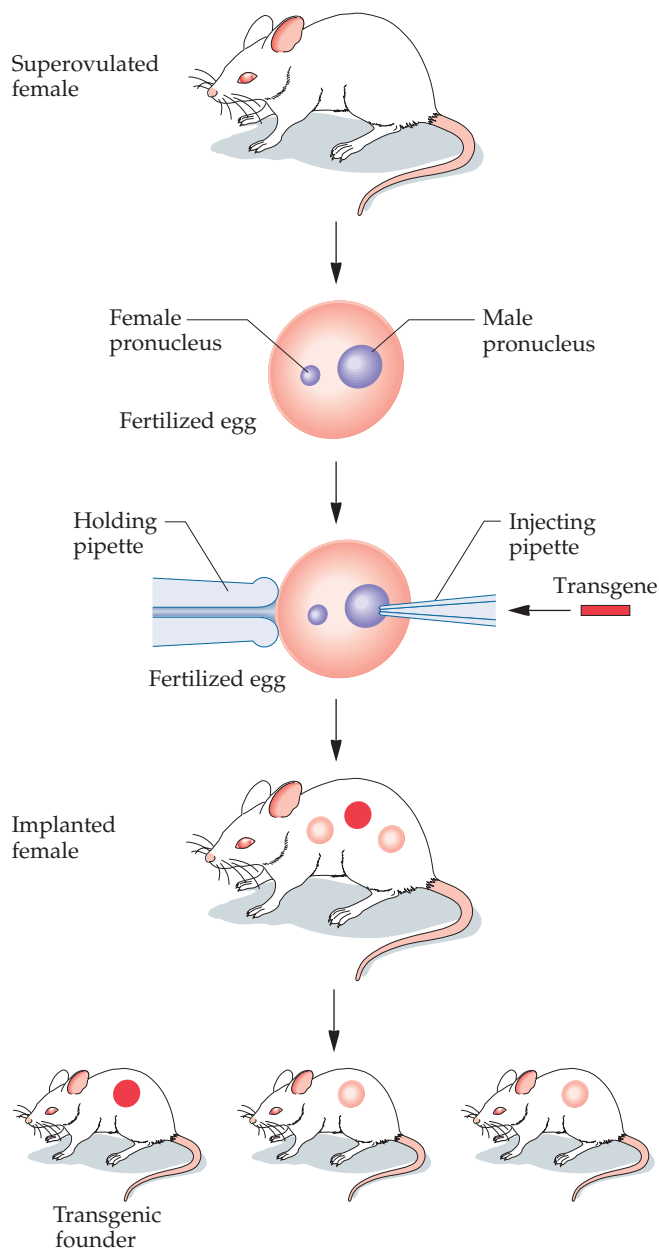 Superovulated
female
Female
pronucleus
Male
pronucleus
Fertilized egg
Holding
pipette
Injecting
pipette
Transgene
Fertilized egg
Implanted
female
Transgenic
founder